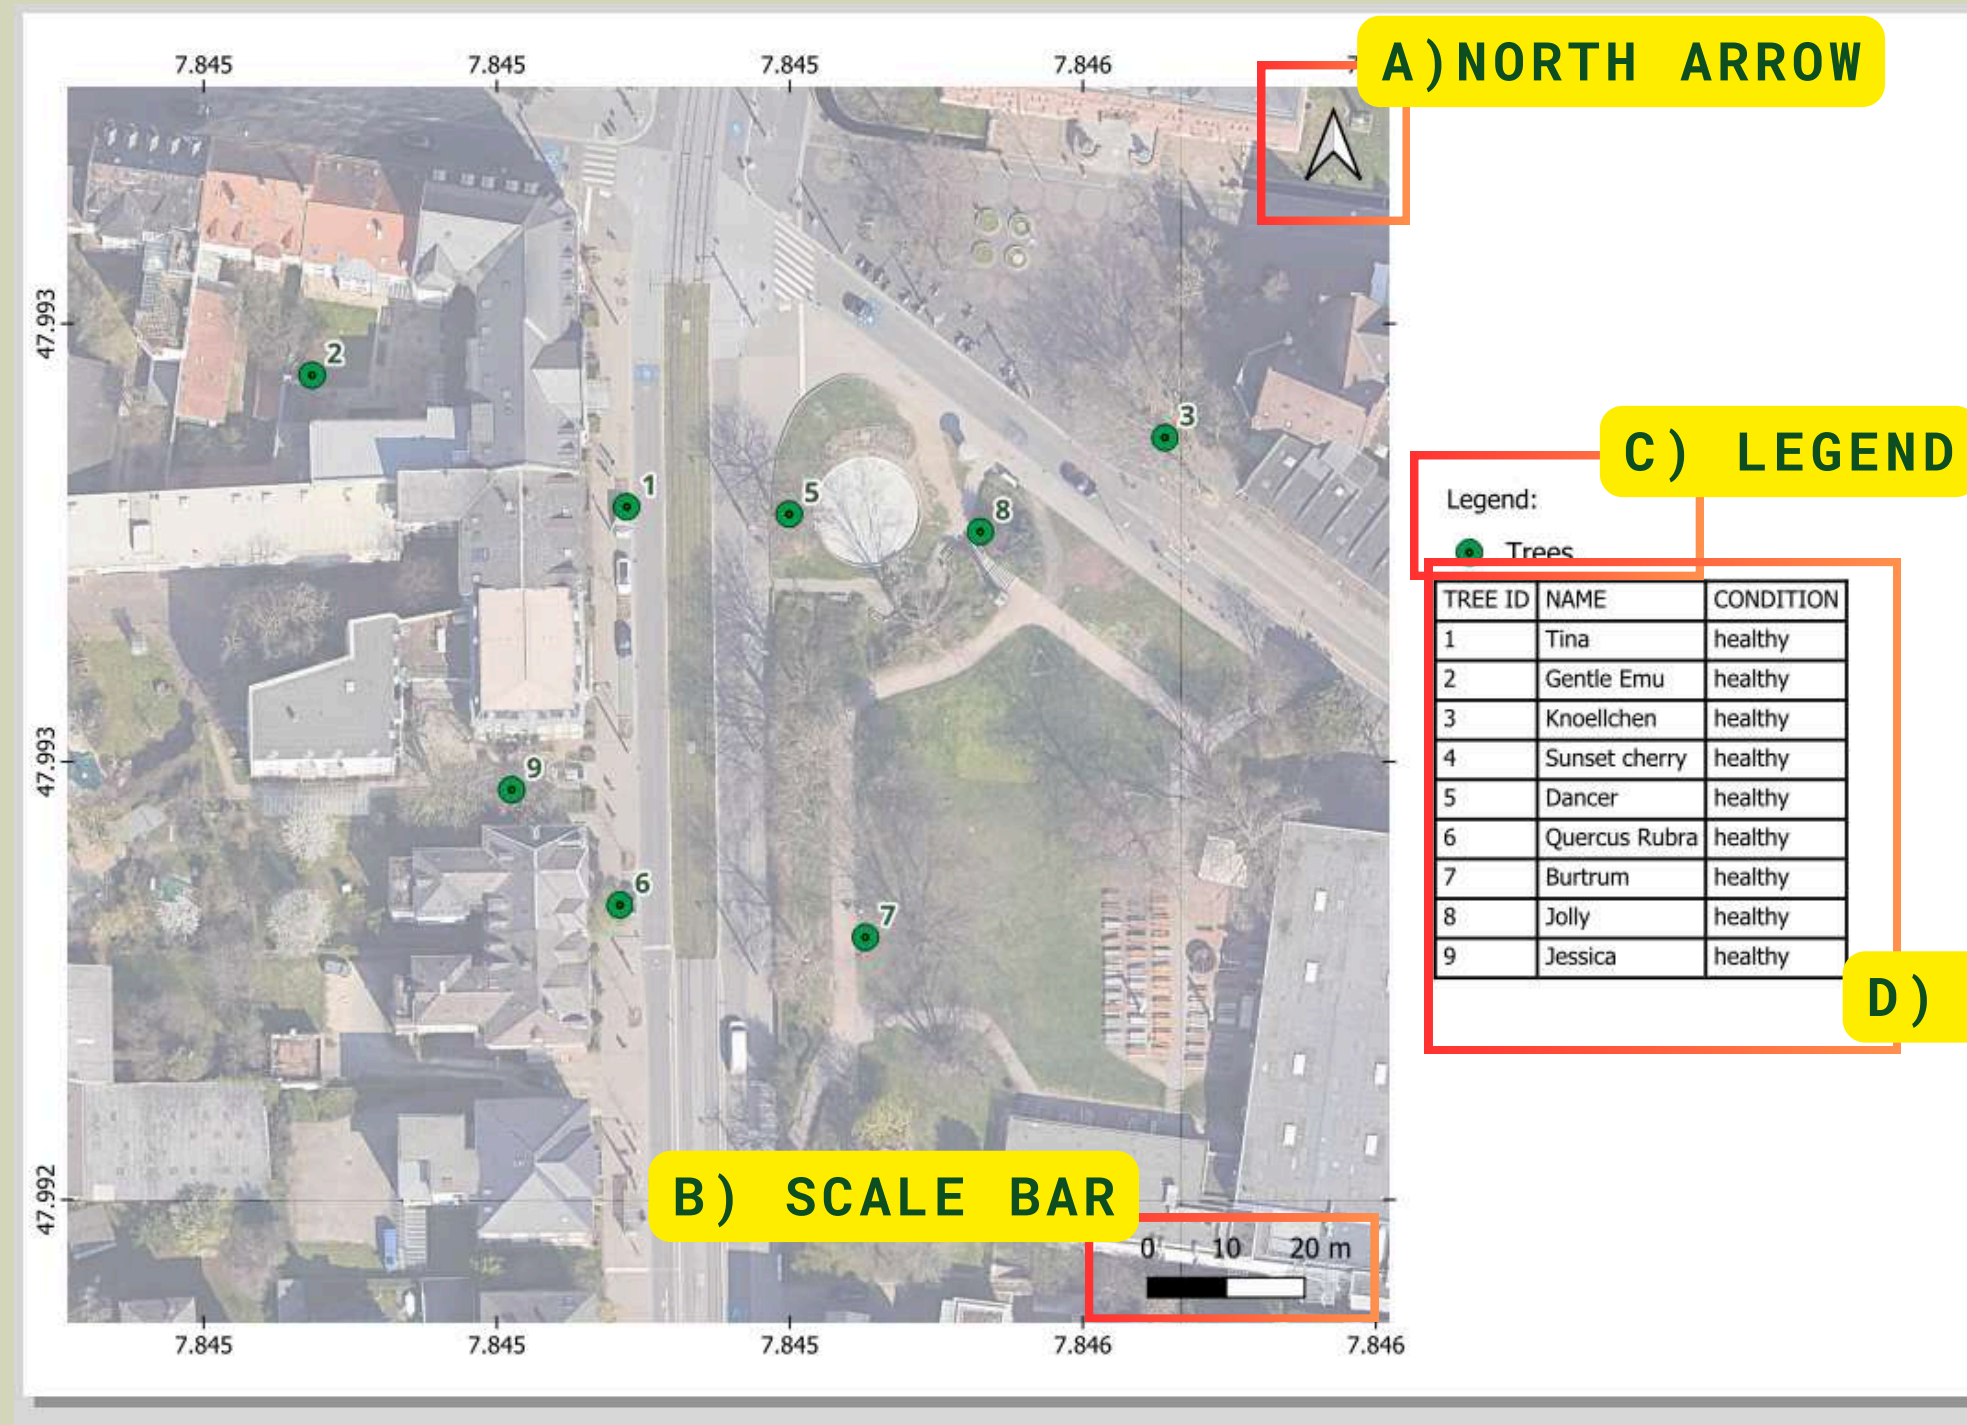 7.845 7.845 7.845 7.846
A)NORTH ARROW
47.993
47.993
47.992
2
3
1
5
8
9
6
7
C) LEGEND
Legend:
Trees
TREE ID NAME CONDITION
1 Tina healthy
2 Gentle Emu healthy
3 Knoellchen healthy
4 Sunset cherry healthy
5 Dancer healthy
6 Quercus Rubra healthy
7 Burtrum healthy
8 Jolly healthy
9 Jessica healthy
D)
B) SCALE BAR
0 10 20 m
7.845 7.845 7.845 7.846 7.846